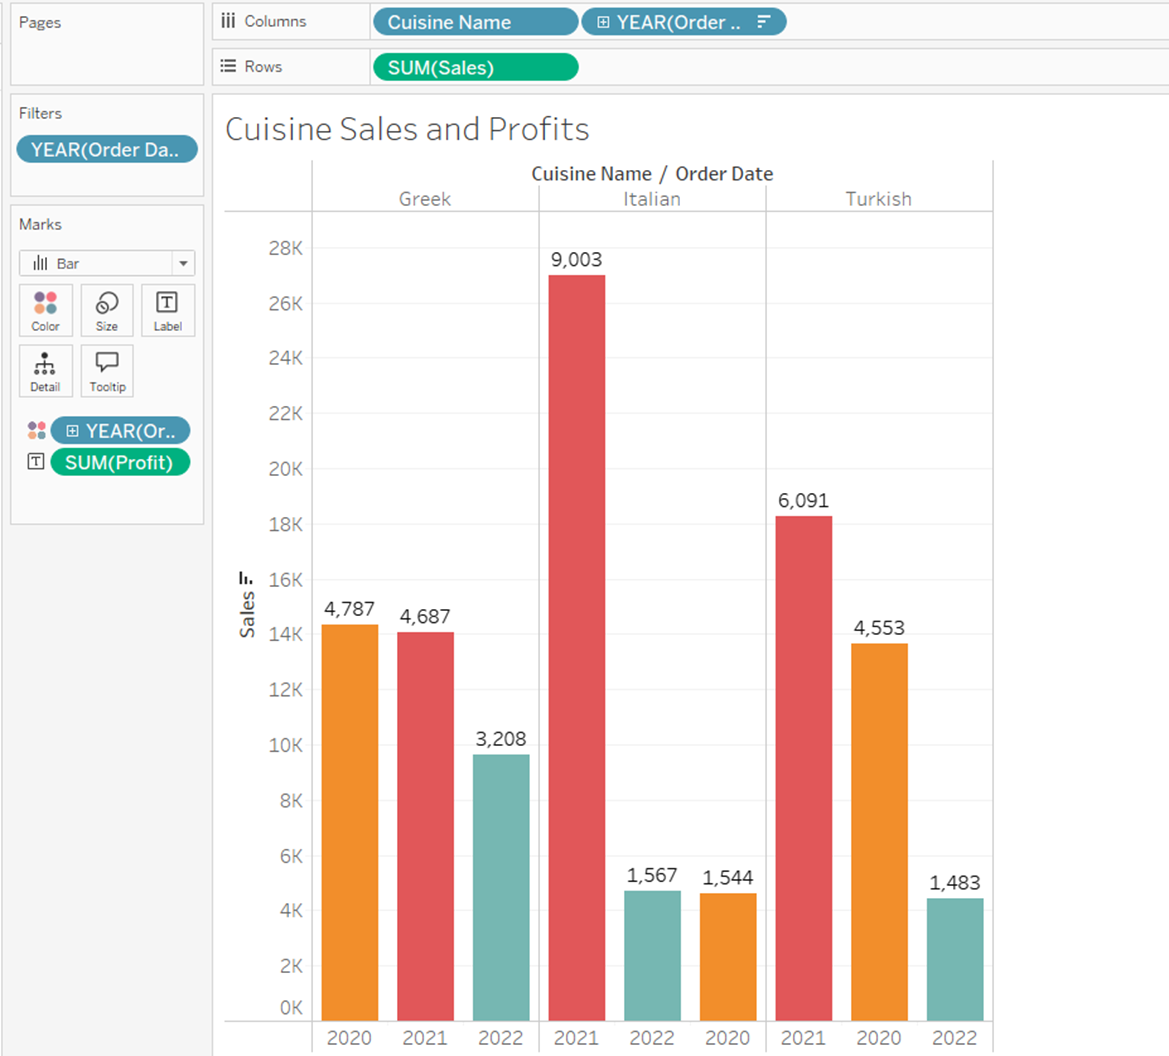 Pages
Columns
Cuisine Name
YEAR(Order ..
Rows
SUM(Sales)
Filters
YEAR(Order Da..
Marks
Bar
Color
Size
Label
Detail
Tooltip
YEAR(Or..
SUM(Profit)
Cuisine Sales and Profits
Cuisine Name / Order Date
Greek
Italian
Turkish
Sales
28K
26K
24K
22K
20K
18K
16K
14K
12K
10K
8K
6K
4K
2K
0K
4,787
4,687
3,208
9,003
1,567
1,544
6,091
4,553
1,483
2020
2021
2022
2021
2022
2020
2021
2020
2022